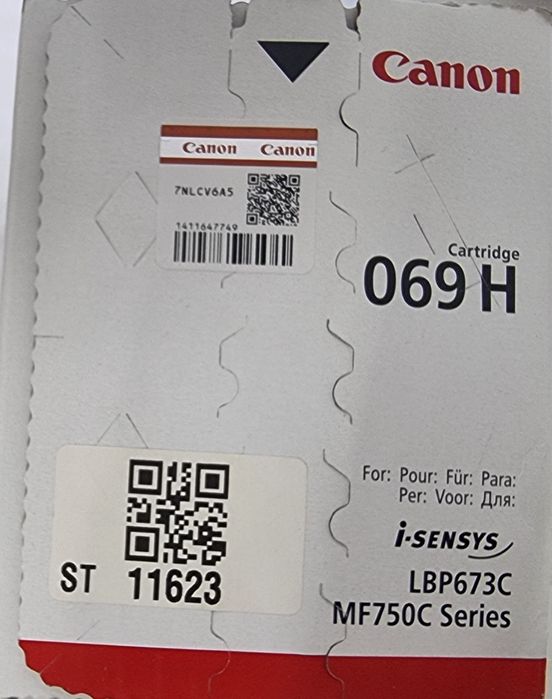 Canon
Canon Canon
7NLCV6A5
1411647749
Cartridge
069 H
ST 11623
For: Pour: Für: Para:
Per: Voor: Для:
i-SENSYS
LBP673C
MF750C Series